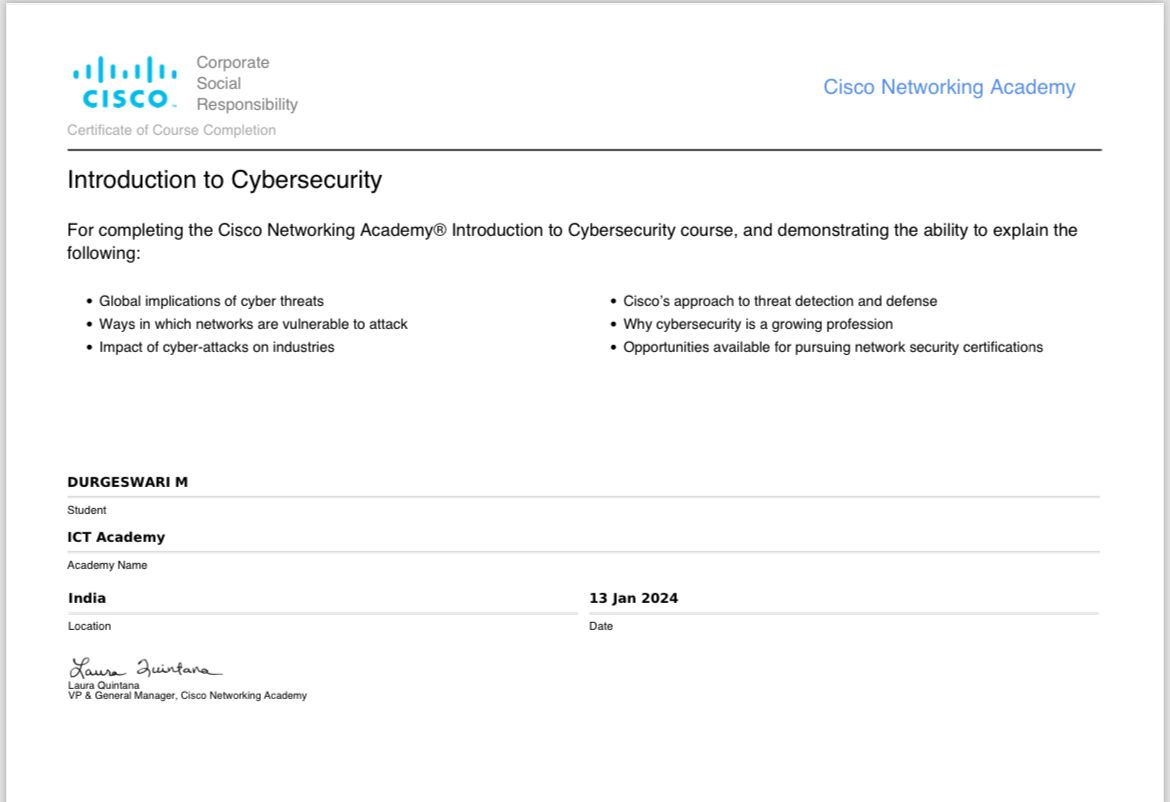 CISCO
Corporate
Social
Responsibility
Cisco Networking Academy
Certificate of Course Completion
Introduction to Cybersecurity
For completing the Cisco Networking Academy® Introduction to Cybersecurity course, and demonstrating the ability to explain the
following:
• Global implications of cyber threats
• Ways in which networks are vulnerable to attack
• Impact of cyber-attacks on industries
• Cisco's approach to threat detection and defense
• Why cybersecurity is a growing profession
• Opportunities available for pursuing network security certifications
DURGESWARI M
Student
ICT Academy
Academy Name
India
Location
13 Jan 2024
Date
Laura Quintana
Laura Quintana
VP & General Manager, Cisco Networking Academy